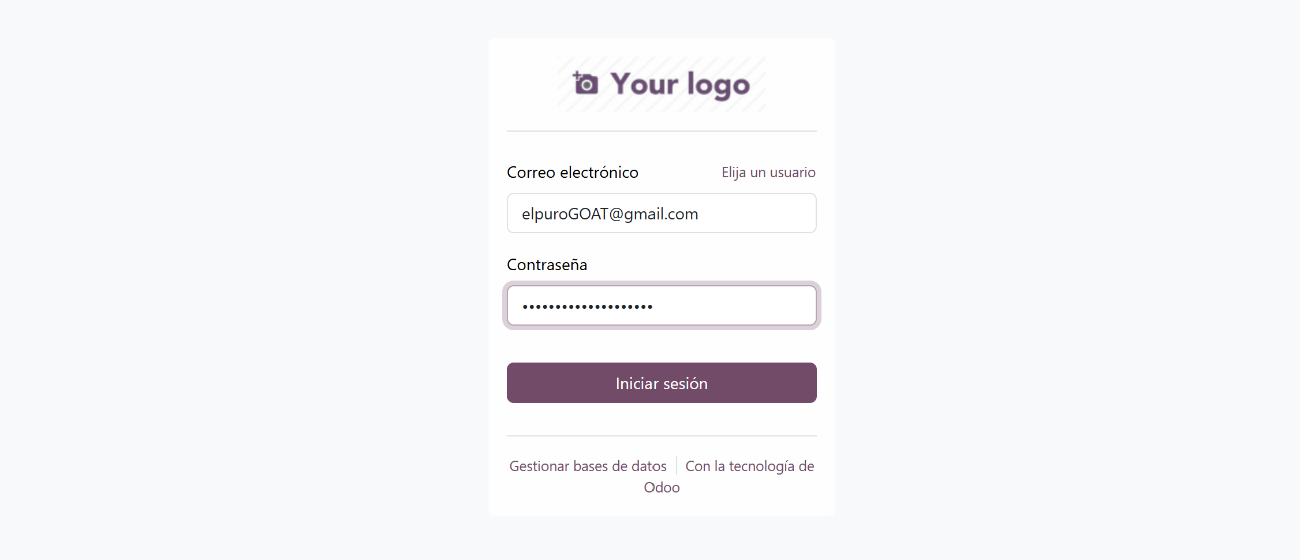 Your logo
Correo electrónico Elija un usuario
elpuroGOAT@gmail.com
Contraseña
••••••••••••••••••••
Iniciar sesión
Gestionar bases de datos Con la tecnología de
Odoo